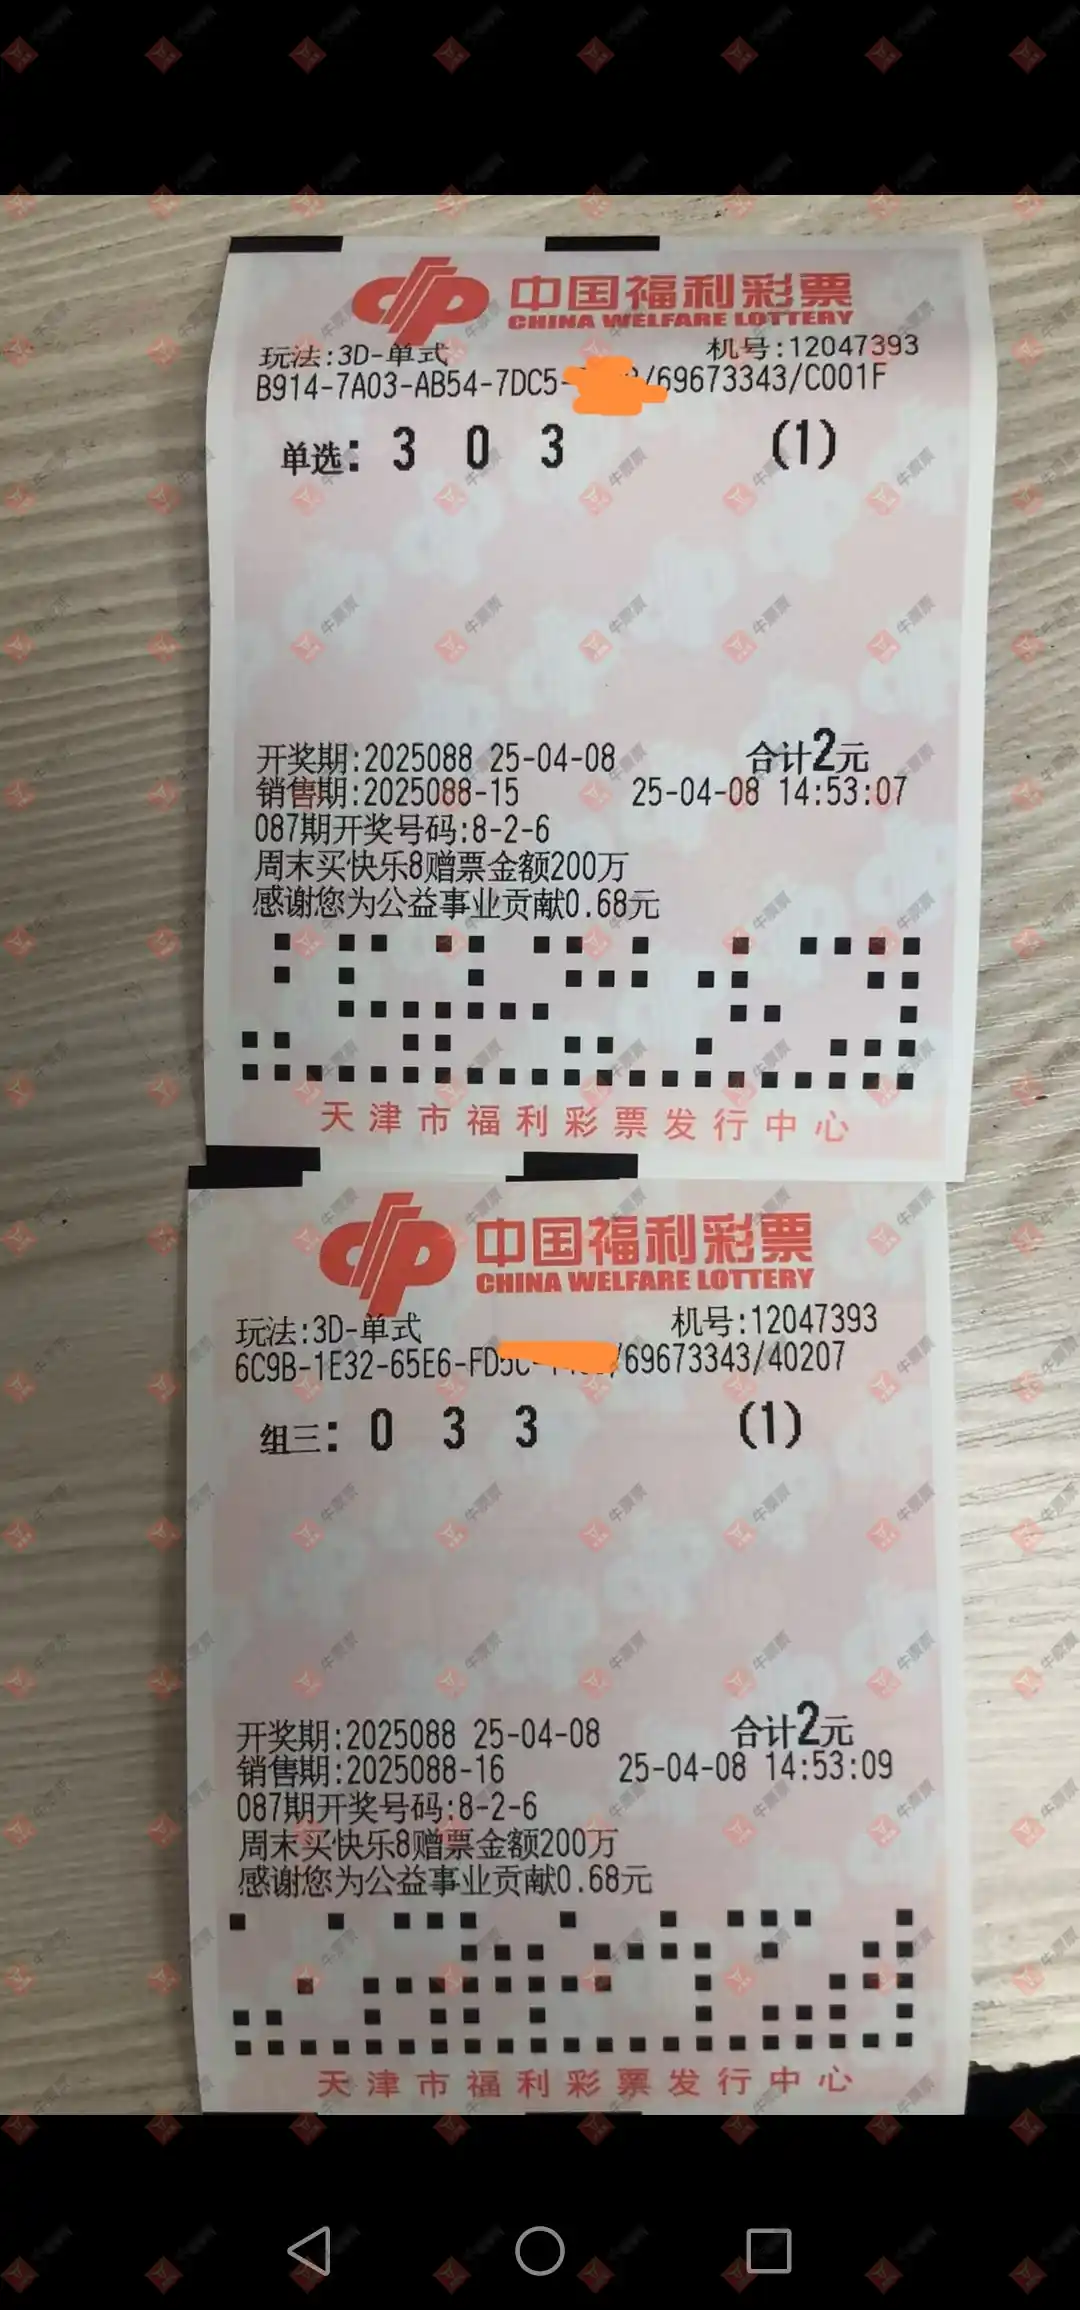 中国福利彩票
CHINA WELFARE LOTTERY
玩法:3D-单式 机号:12047393
B914-7A03-AB54-7DC5- /69673343/C001F
单选: 3 0 3 (1)
开奖期:2025088 25-04-08 合计2元
销售期:2025088-15 25-04-08 14:53:07
087期开奖号码:8-2-6
周末买快乐8赠票金额200万
感谢您为公益事业贡献0.68元
天津市福利彩票发行中心
中国福利彩票
CHINA WELFARE LOTTERY
玩法:3D-单式 机号:12047393
6C9B-1E32-65E6-FD5C- /69673343/40207
组三: 0 3 3 (1)
开奖期:2025088 25-04-08 合计2元
销售期:2025088-16 25-04-08 14:53:09
087期开奖号码:8-2-6
周末买快乐8赠票金额200万
感谢您为公益事业贡献0.68元
天津市福利彩票发行中心